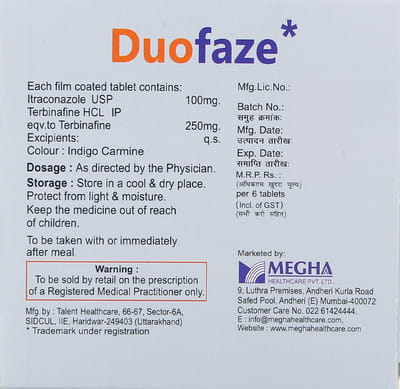 Duofaze*
Each film coated tablet contains:
Itraconazole USP 100mg.
Terbinafine HCL IP
eqv.to Terbinafine 250mg.
Excipients: q.s.
Colour : Indigo Carmine
Dosage : As directed by the Physician.
Storage : Store in a cool & dry place.
Protect from light & moisture.
Keep the medicine out of reach
of children.
To be taken with or immediately
after meal.
Warning :
To be sold by retail on the prescription
of a Registered Medical Practitioner only.
Mfg.by : Talent Healthcare, 66-67, Sector-6A,
SIDCUL, IIE, Haridwar-249403 (Uttarakhand)
* Trademark under registration
Mfg.Lic.No.:
Batch No.:
समूह क्रमांक:
Mfg. Date:
उत्पादन तारीख:
Exp. Date:
समाप्ति तारीख:
M.R.P. Rs.:
(अधिकतम खुदरा मूल्य)
per 6 tablets
(Incl. of GST)
(सभी करों सहित)
Marketed by:
MEGHA
HEALTHCARE PVT. LTD.
9, Luthra Premises, Andheri Kurla Road
Safed Pool, Andheri (E) Mumbai-400072
Customer Care No. 022 61424444.
E : info@meghahealthcare.com,
Website : www.meghahealthcare.com